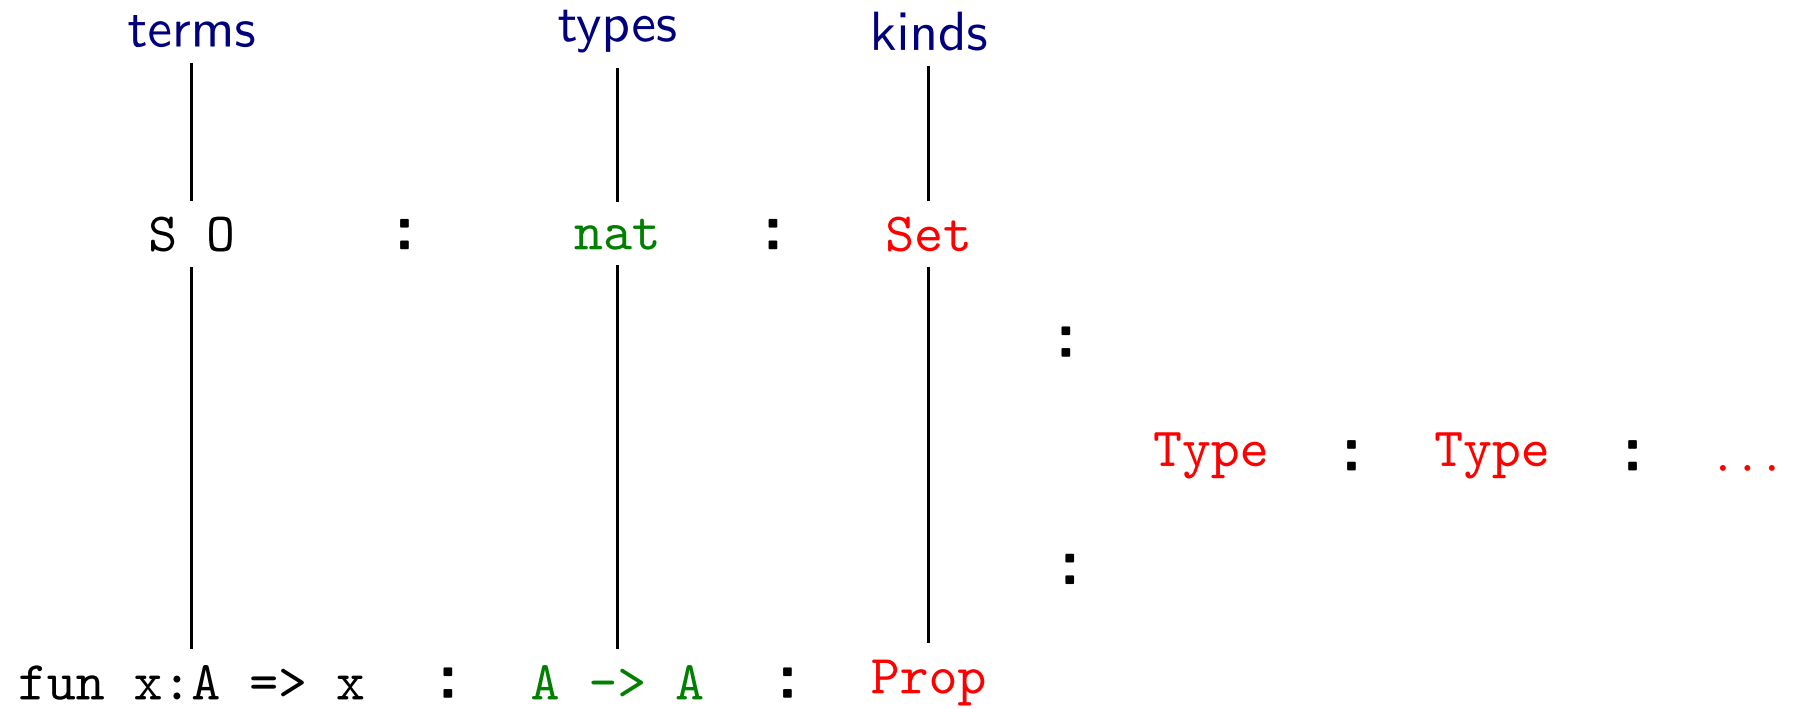 terms types kinds
S O : nat : Set
:
Type : Type : ...
:
fun x:A => x : A -> A : Prop